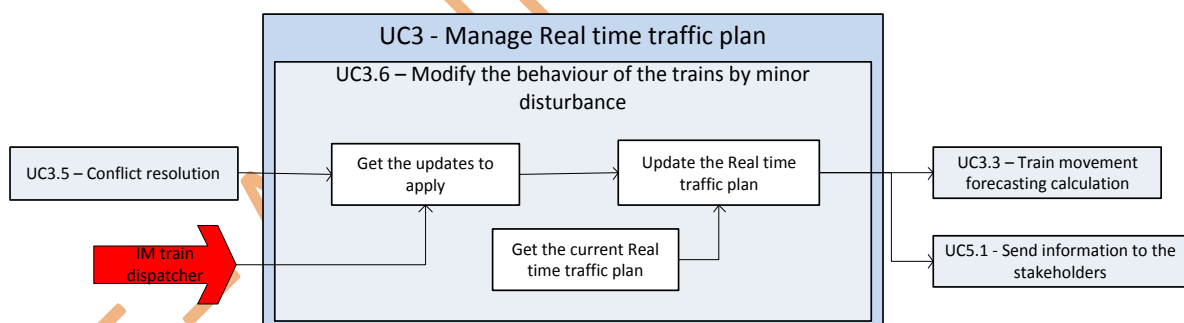 UC3 - Manage Real time traffic plan
UC3.6 – Modify the behaviour of the trains by minor
disturbance
UC3.5 – Conflict resolution
Get the updates to
apply
Update the Real time
traffic plan
UC3.3 – Train movement
forecasting calculation
IM train
dispatcher
Get the current Real
time traffic plan
UC5.1 - Send information to the
stakeholders